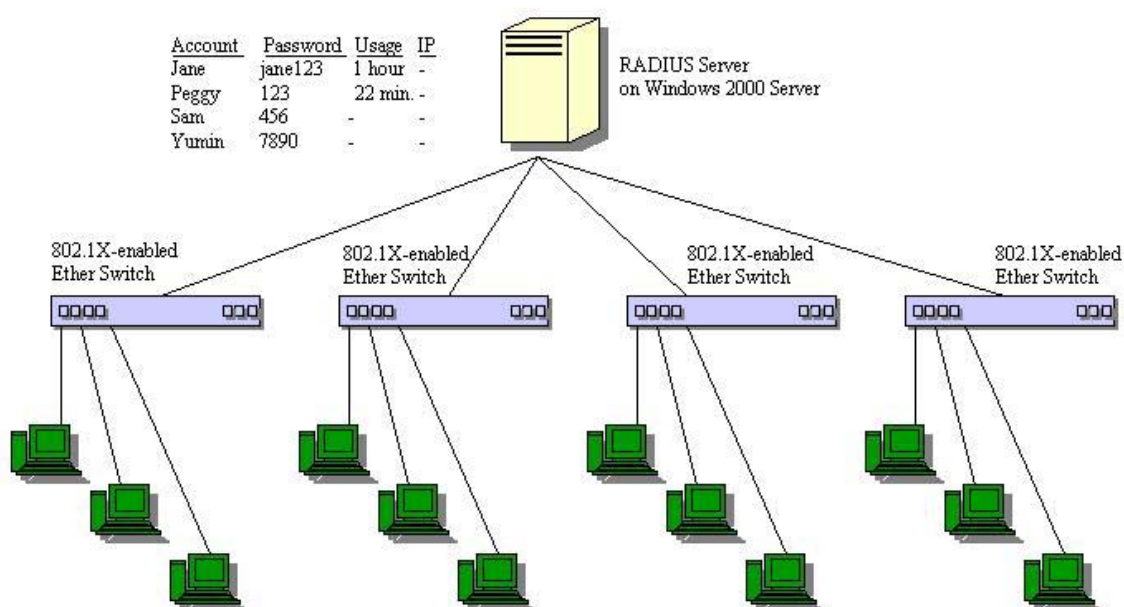 Account Password Usage IP
Jane jane123 1 hour -
Peggy 123 22 min. -
Sam 456 - -
Yumin 7890 - -
RADIUS Server
on Windows 2000 Server
802.1X-enabled
Ether Switch
802.1X-enabled
Ether Switch
802.1X-enabled
Ether Switch
802.1X-enabled
Ether Switch